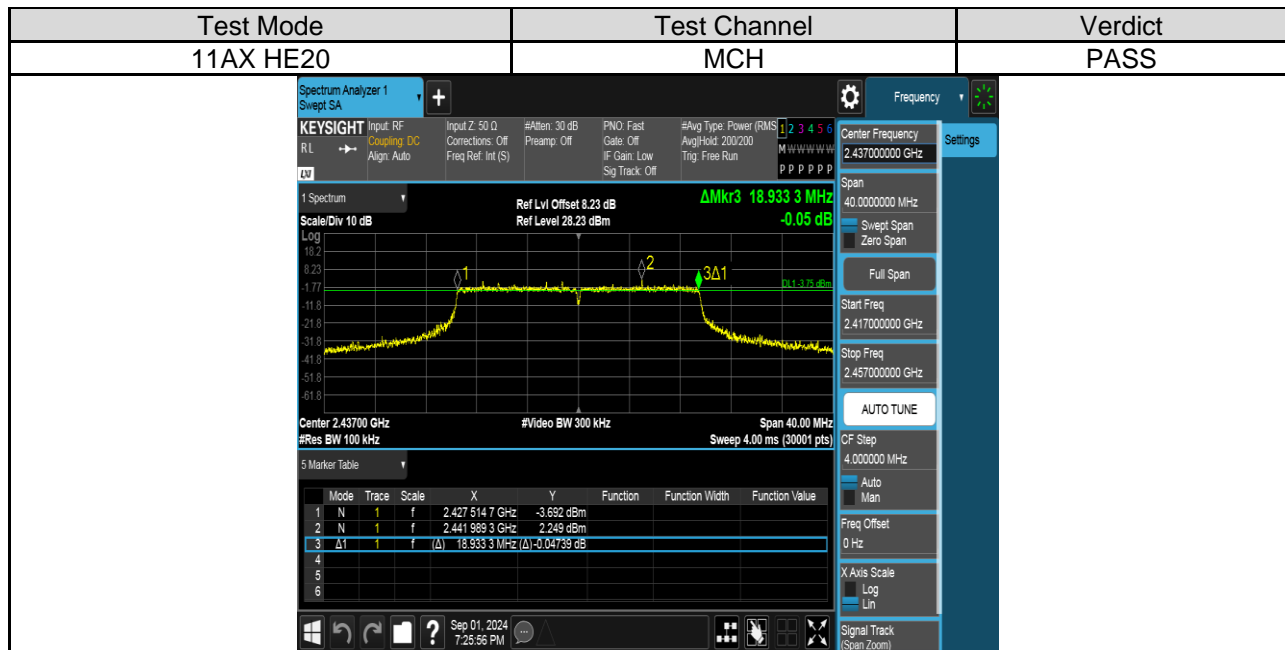 Test Mode Test Channel Verdict
11AX HE20 MCH PASS
Spectrum Analyzer 1
Swept SA
+
Frequency
KEYSIGHT Input: RF Input Z: 50 Ω #Atten: 30 dB PNO: Fast #Avg Type: Power (RMS 1 2 3 4 5 6
RL Coupling: DC Corrections: Off Preamp: Off Gate: Off Avg|Hold: 200/200 M W W W W W
Align: Auto Freq Ref: Int (S) IF Gain: Low Trig: Free Run
LXI Sig Track: Off P P P P P P
1 Spectrum
Scale/Div 10 dB
Ref Lvl Offset 8.23 dB
Ref Level 28.23 dBm
ΔMkr3 18.933 3 MHz
-0.05 dB
Log
18.2
8.23
-1.77
-11.8
-21.8
-31.8
-41.8
-51.8
-61.8
1
2
3Δ1
DL1 -3.75 dBm
Center 2.43700 GHz #Video BW 300 kHz Span 40.00 MHz
#Res BW 100 kHz Sweep 4.00 ms (30001 pts)
5 Marker Table
Mode Trace Scale X Y Function Function Width Function Value
1 N 1 f 2.427 514 7 GHz -3.692 dBm
2 N 1 f 2.441 989 3 GHz 2.249 dBm
3 Δ1 1 f (Δ) 18.933 3 MHz (Δ) -0.04739 dB
4
5
6
?
Sep 01, 2024
7:25:56 PM
Center Frequency
2.437000000 GHz
Settings
Span
40.0000000 MHz
Swept Span
Zero Span
Full Span
Start Freq
2.417000000 GHz
Stop Freq
2.457000000 GHz
AUTO TUNE
CF Step
4.000000 MHz
Auto
Man
Freq Offset
0 Hz
X Axis Scale
Log
Lin
Signal Track
(Span Zoom)